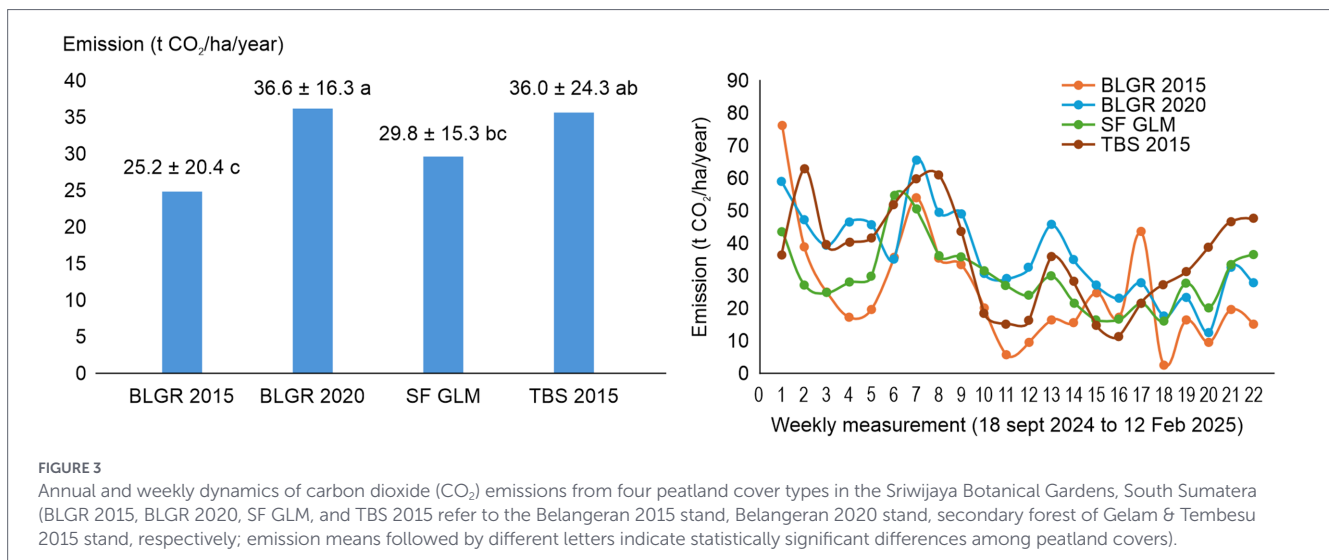 Emission (t CO₂/ha/year)
40
35
30
25
20
15
10
5
0
25.2 ± 20.4 c
36.6 ± 16.3 a
29.8 ± 15.3 bc
36.0 ± 24.3 ab
BLGR 2015 BLGR 2020 SF GLM TBS 2015
Emission (t CO₂/ha/year)
90
80
70
60
50
40
30
20
10
0
BLGR 2015
BLGR 2020
SF GLM
TBS 2015
0 1 2 3 4 5 6 7 8 9 10 11 12 13 14 15 16 17 18 19 20 21 22
Weekly measurement (18 sept 2024 to 12 Feb 2025)
FIGURE 3
Annual and weekly dynamics of carbon dioxide (CO₂) emissions from four peatland cover types in the Sriwijaya Botanical Gardens, South Sumatera
(BLGR 2015, BLGR 2020, SF GLM, and TBS 2015 refer to the Belangeran 2015 stand, Belangeran 2020 stand, secondary forest of Gelam & Tembesu
2015 stand, respectively; emission means followed by different letters indicate statistically significant differences among peatland covers).